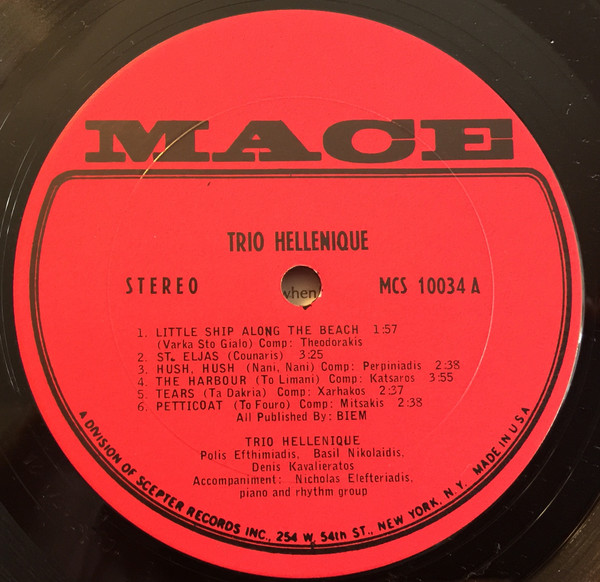 MACE
TRIO HELLENIQUE
STEREO
MCS 10034 A
when
1. LITTLE SHIP ALONG THE BEACH 1:57
(Varka Sto Gialo) Comp: Theodorakis
2. ST. ELJAS (Counaris) 3:25
3. HUSH, HUSH (Nani, Nani) Comp: Perpiniadis 2:38
4. THE HARBOUR (To Limani) Comp: Katsaros 3:55
5. TEARS (Ta Dakria) Comp: Xarhakos 2:37
6. PETTICOAT (To Fouro) Comp: Mitsakis 2:38
All Published By: BIEM
TRIO HELLENIQUE
Polis Efthimiadis, Basil Nikolaidis,
Denis Kavalieratos
Accompaniment: Nicholas Elefteriadis,
piano and rhythm group
A DIVISION OF SCEPTER RECORDS INC., 254 W. 54th ST., NEW YORK, N.Y. MADE IN U.S.A